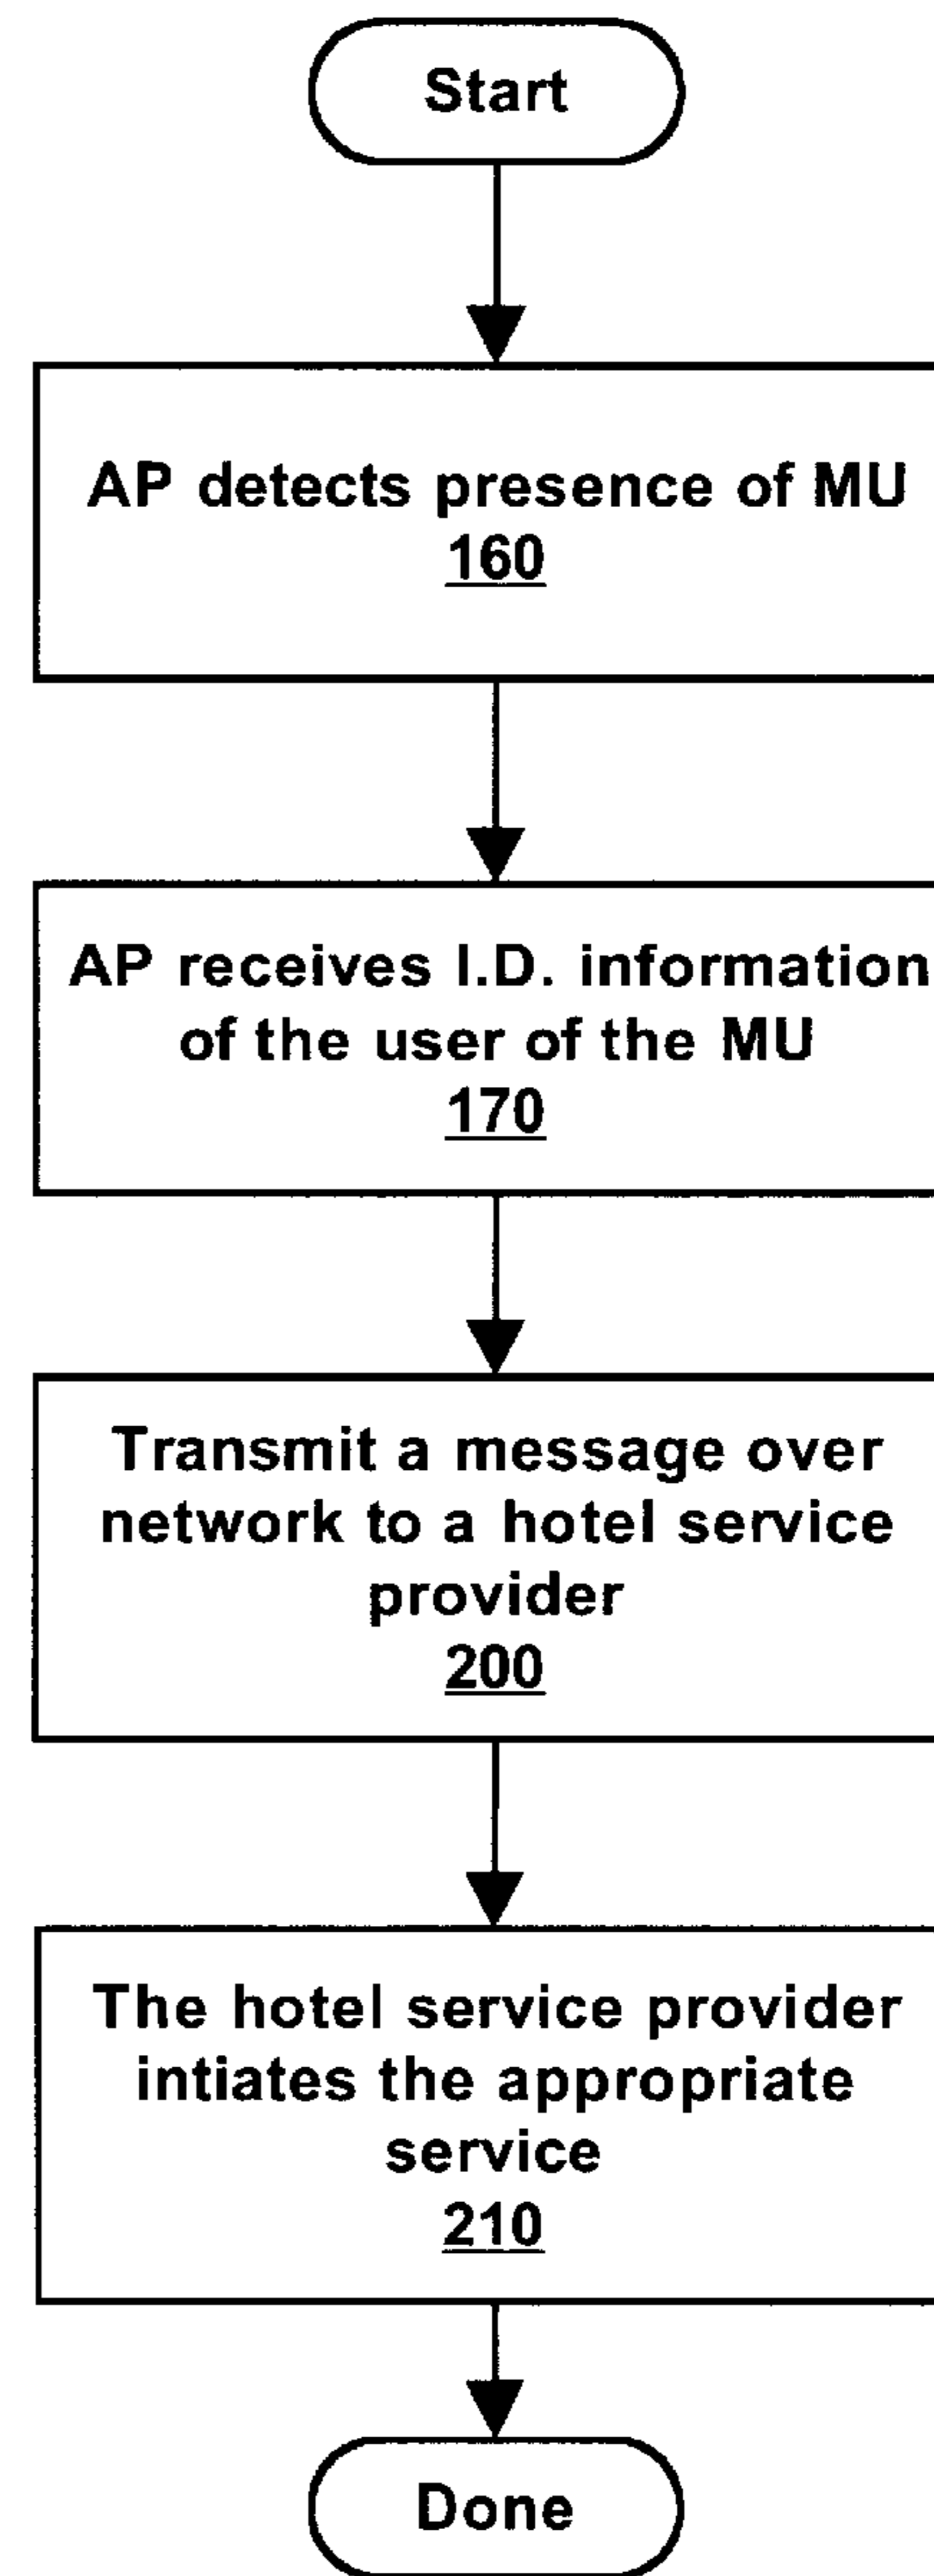 Start
AP detects presence of MU
160
AP receives I.D. information
of the user of the MU
170
Transmit a message over
network to a hotel service
provider
200
The hotel service provider
intiates the appropriate
service
210
Done